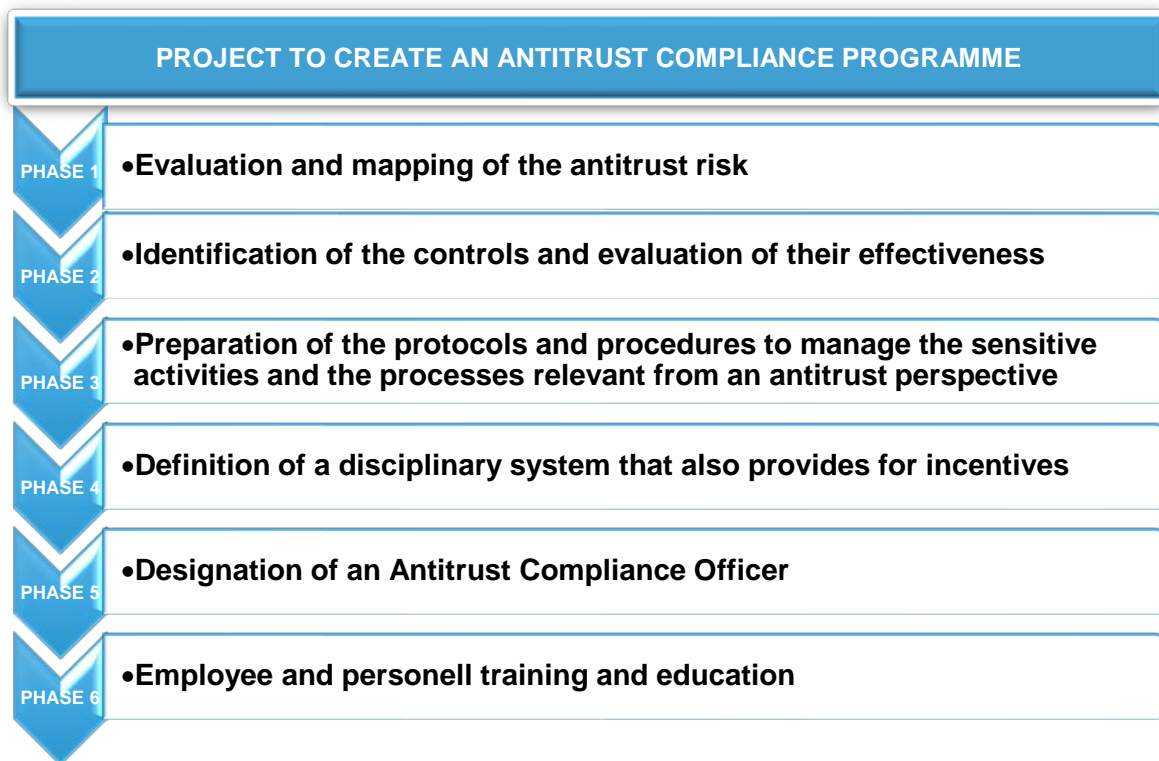 PROJECT TO CREATE AN ANTITRUST COMPLIANCE PROGRAMME
PHASE 1
•Evaluation and mapping of the antitrust risk
PHASE 2
•Identification of the controls and evaluation of their effectiveness
PHASE 3
•Preparation of the protocols and procedures to manage the sensitive
activities and the processes relevant from an antitrust perspective
PHASE 4
•Definition of a disciplinary system that also provides for incentives
PHASE 5
•Designation of an Antitrust Compliance Officer
PHASE 6
•Employee and personell training and education